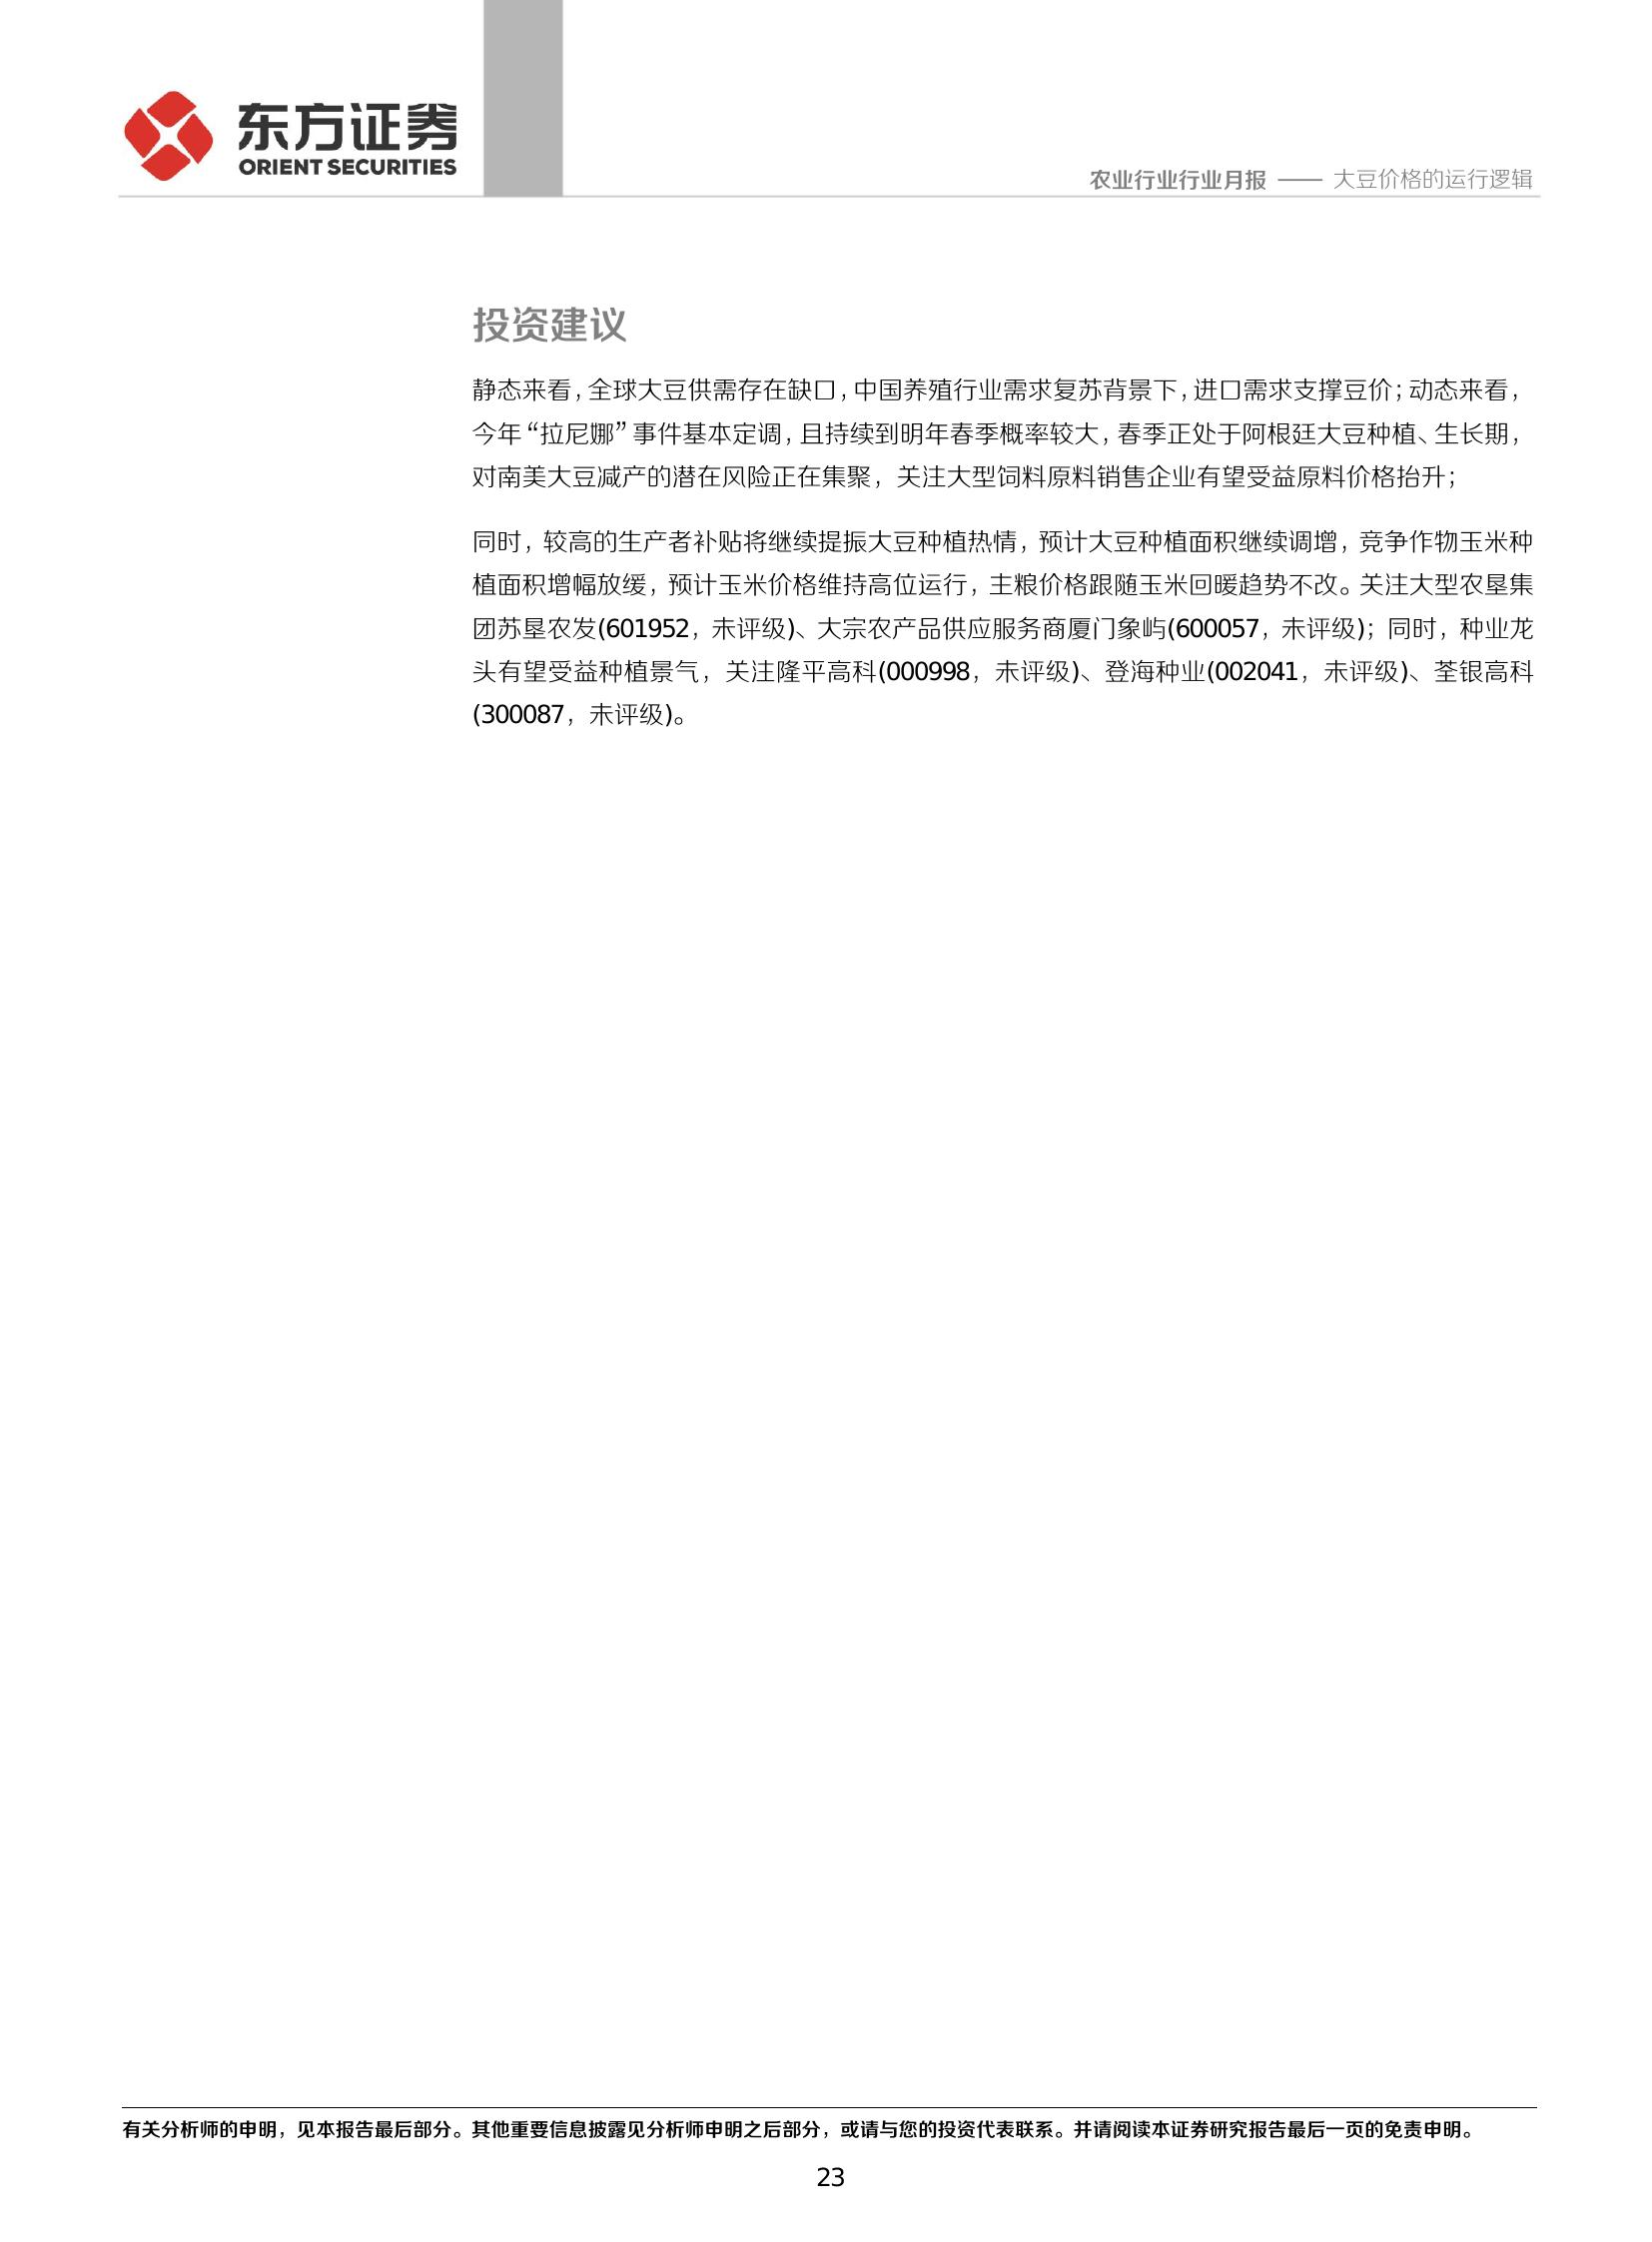 东方证券
ORIENT SECURITIES
农业行业行业月报 —— 大豆价格的运行逻辑
投资建议
静态来看，全球大豆供需存在缺口，中国养殖行业需求复苏背景下，进口需求支撑豆价；动态来看，
今年“拉尼娜”事件基本定调，且持续到明年春季概率较大，春季正处于阿根廷大豆种植、生长期，
对南美大豆减产的潜在风险正在集聚，关注大型饲料原料销售企业有望受益原料价格抬升；
同时，较高的生产者补贴将继续提振大豆种植热情，预计大豆种植面积继续调增，竞争作物玉米种
植面积增幅放缓，预计玉米价格维持高位运行，主粮价格跟随玉米回暖趋势不改。关注大型农垦集
团苏垦农发(601952，未评级)、大宗农产品供应服务商厦门象屿(600057，未评级)；同时，种业龙
头有望受益种植景气，关注隆平高科(000998，未评级)、登海种业(002041，未评级)、荃银高科
(300087，未评级)。
有关分析师的申明，见本报告最后部分。其他重要信息披露见分析师申明之后部分，或请与您的投资代表联系。并请阅读本证券研究报告最后一页的免责申明。
23